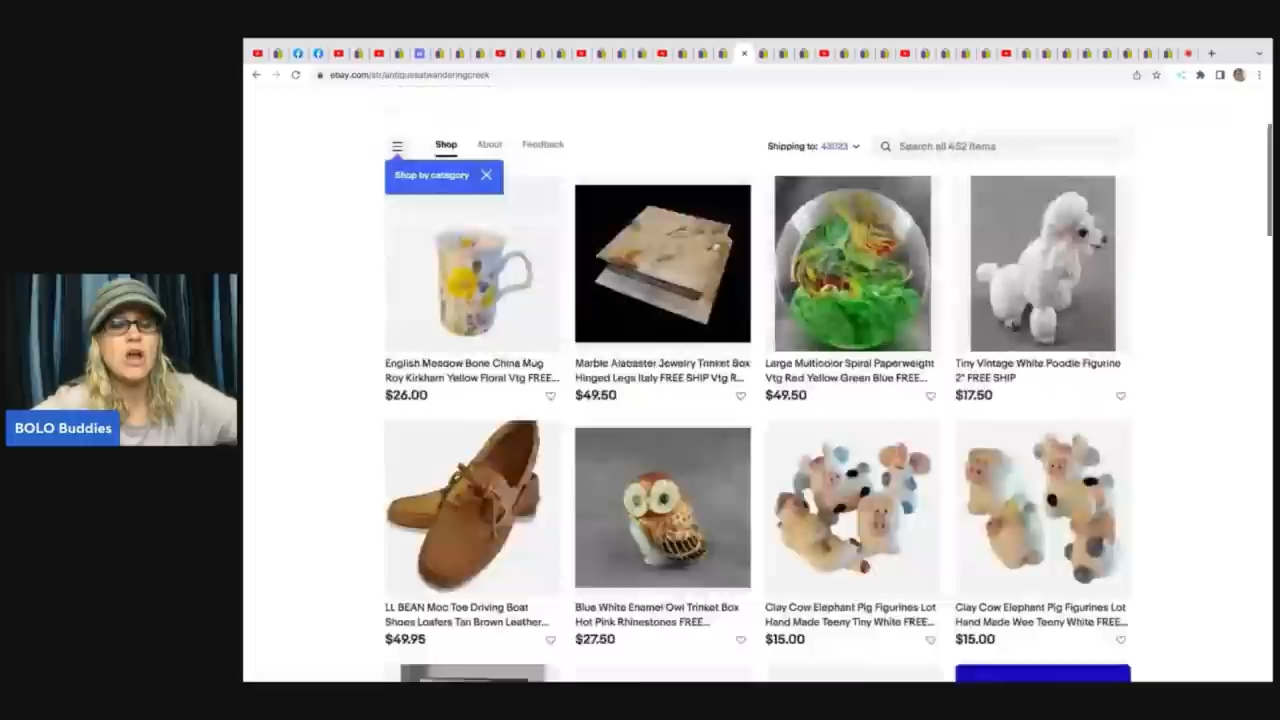 ebay.com/str/antiquesatwanderingcreek
Shop
About
Feedback
Shipping to: 43023
Search all 452 items
Shop by category
English Meadow Bone China Mug
Roy Kirkham Yellow Floral Vtg FREE...
$26.00
Marble Alabaster Jewelry Trinket Box
Hinged Legs Italy FREE SHIP Vtg R...
$49.50
Large Multicolor Spiral Paperweight
Vtg Red Yellow Green Blue FREE...
$49.50
Tiny Vintage White Poodle Figurine
2" FREE SHIP
$17.50
BOLO Buddies
LL BEAN Moc Toe Driving Boat
Shoes Loafers Tan Brown Leather...
$49.95
Blue White Enamel Owl Trinket Box
Hot Pink Rhinestones FREE...
$27.50
Clay Cow Elephant Pig Figurines Lot
Hand Made Teeny Tiny White FREE...
$15.00
Clay Cow Elephant Pig Figurines Lot
Hand Made Wee Teeny White FREE...
$15.00